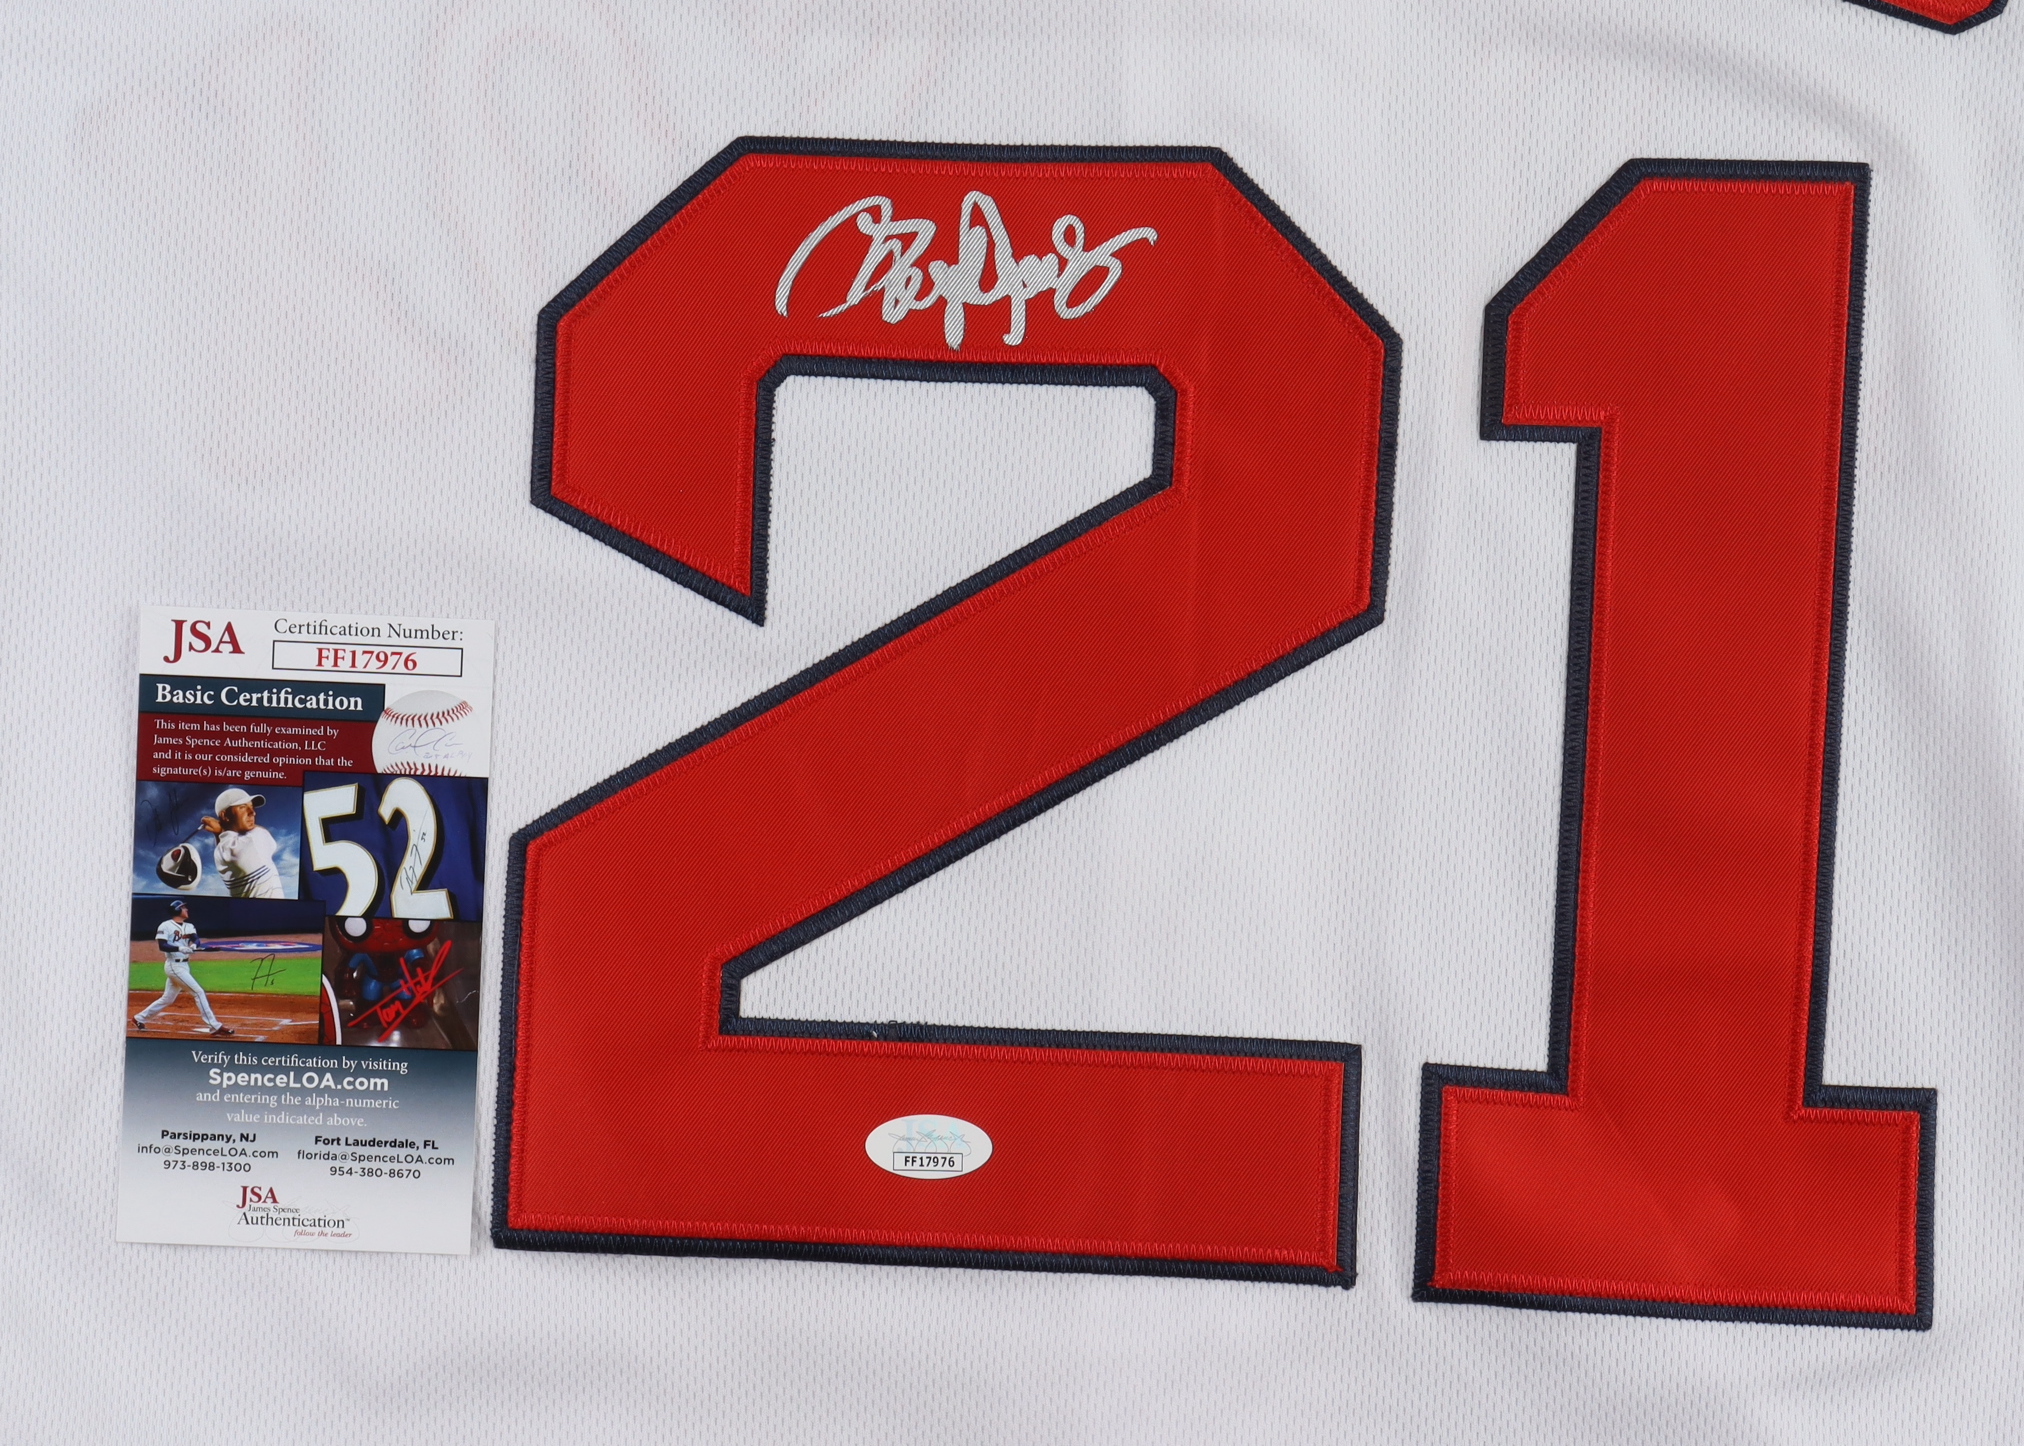 21
JSA
Certification Number:
FF17976
Basic Certification
This item has been fully examined by
James Spence Authentication, LLC
and it is our considered opinion that the
signature(s) is/are genuine.
52
Verify this certification by visiting
SpenceLOA.com
and entering the alpha-numeric
value indicated above.
Parsippany, NJ
info@SpenceLOA.com
973-898-1300
Fort Lauderdale, FL
florida@SpenceLOA.com
954-380-8670
JSA
James Spence
Authentication
follow the leader
FF17976